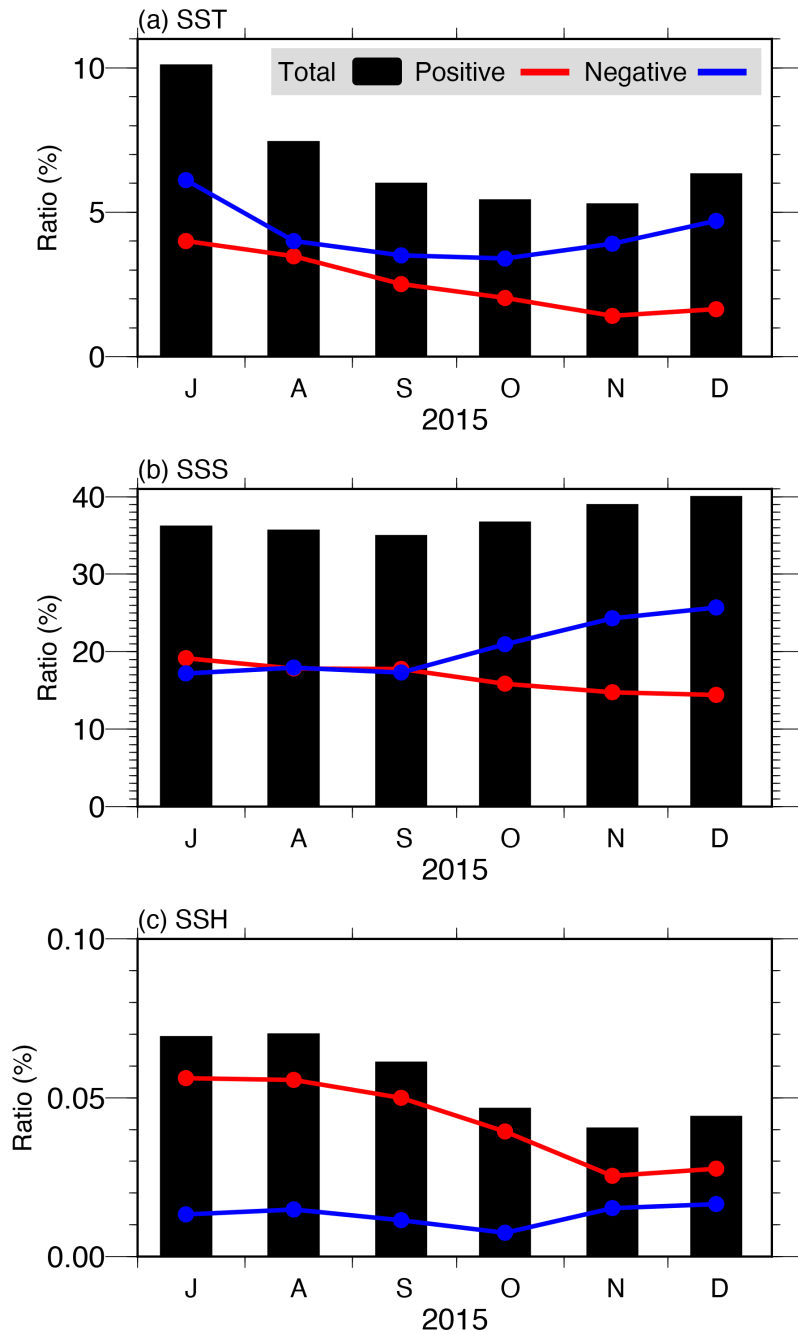 (a) SST
Total Positive Negative
10
5
0
Ratio (%)
J A S O N D
2015
(b) SSS
40
30
20
10
0
Ratio (%)
J A S O N D
2015
(c) SSH
0.10
0.05
0.00
Ratio (%)
J A S O N D
2015